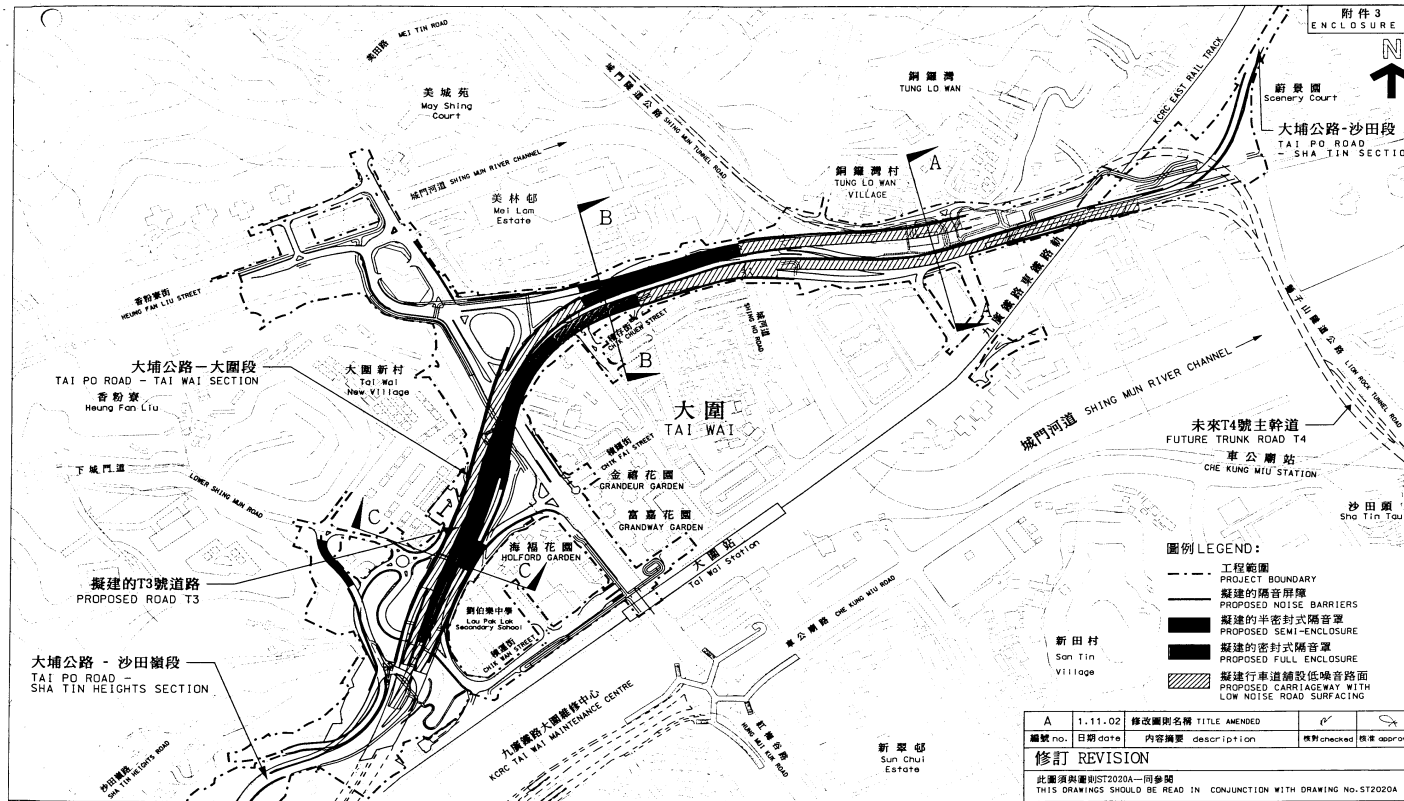 附件 3
ENCLOSURE
N
美田路 MEI TIN ROAD
美城苑
May Shing
Court
城門隧道公路 SHING MUN TUNNEL ROAD
銅鑼灣
TUNG LO WAN
KCRC EAST RAIL TRACK
蔚景園
Scenery Court
大埔公路-沙田段
TAI PO ROAD
- SHA TIN SECTIO
城門河道 SHING MUN RIVER CHANNEL
美林邨
Mei Lam
Estate
銅鑼灣村
TUNG LO WAN
VILLAGE
A
A
B
B
香粉寮街
HEUNG FAN LIU STREET
積存街
CHIK CHUEN STREET
城河道
SHING HO ROAD
九廣鐵路東鐵路軌
大埔公路一大圍段
TAI PO ROAD - TAI WAI SECTION
香粉寮
Heung Fan Liu
大圍新村
Tai Wai
New Village
大圍
TAI WAI
城門河道 SHING MUN RIVER CHANNEL
獅子山隧道公路 LION ROCK TUNNEL ROAD
未來T4號主幹道
FUTURE TRUNK ROAD T4
車公廟站
CHE KUNG MIU STATION
沙田頭
Sha Tin Tau
下城門道
LOWER SHING MUN ROAD
積輝街
CHIK FAI STREET
金禧花園
GRANDEUR GARDEN
富嘉花園
GRANDWAY GARDEN
C
C
海福花園
HOLFORD GARDEN
大圍站
Tai Wai Station
擬建的T3號道路
PROPOSED ROAD T3
劉伯樂中學
Lau Pak Lok
Secondary School
積運街
CHIK WAN STREET
車公廟路 CHE KUNG MIU ROAD
大埔公路 - 沙田嶺段
TAI PO ROAD -
SHA TIN HEIGHTS SECTION
沙田嶺路
SHA TIN HEIGHTS ROAD
九廣鐵路大圍維修中心
KCRC TAI WAI MAINTENANCE CENTRE
紅梅谷路
HUNG MUI KUK ROAD
新田村
San Tin
Village
新翠邨
Sun Chui
Estate
圖例 LEGEND:
工程範圍
PROJECT BOUNDARY
擬建的隔音屏障
PROPOSED NOISE BARRIERS
擬建的半密封式隔音罩
PROPOSED SEMI-ENCLOSURE
擬建的密封式隔音罩
PROPOSED FULL ENCLOSURE
擬建行車道舖設低噪音路面
PROPOSED CARRIAGEWAY WITH
LOW NOISE ROAD SURFACING
A 1.11.02 修改圖則名稱 TITLE AMENDED
編號 no. 日期 date 內容摘要 description 核對 checked 核准 approv
修訂 REVISION
此圖須與圖則ST2020A一同參閱
THIS DRAWINGS SHOULD BE READ IN CONJUNCTION WITH DRAWING No.ST2020A